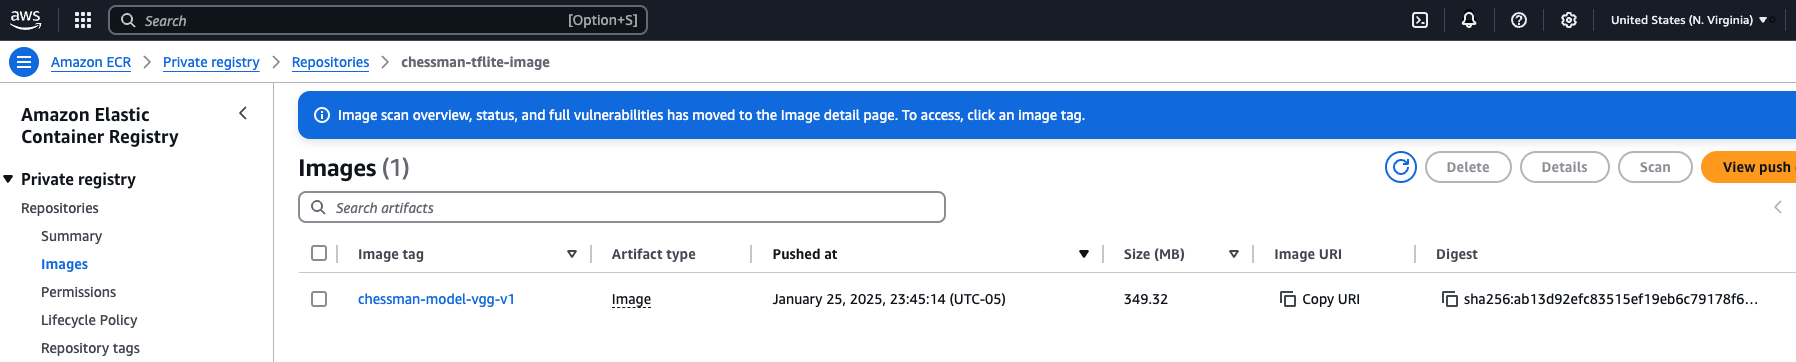 aws
Search [Option+S] United States (N. Virginia)
Amazon ECR Private registry Repositories chessman-tflite-image
Amazon Elastic
Container Registry
Private registry
Repositories
Summary
Images
Permissions
Lifecycle Policy
Repository tags
Image scan overview, status, and full vulnerabilities has moved to the Image detail page. To access, click an image tag.
Images (1) Delete Details Scan View push
Search artifacts
Image tag Artifact type Pushed at Size (MB) Image URI Digest
chessman-model-vgg-v1 Image January 25, 2025, 23:45:14 (UTC-05) 349.32 Copy URI sha256:ab13d92efc83515ef19eb6c79178f6...